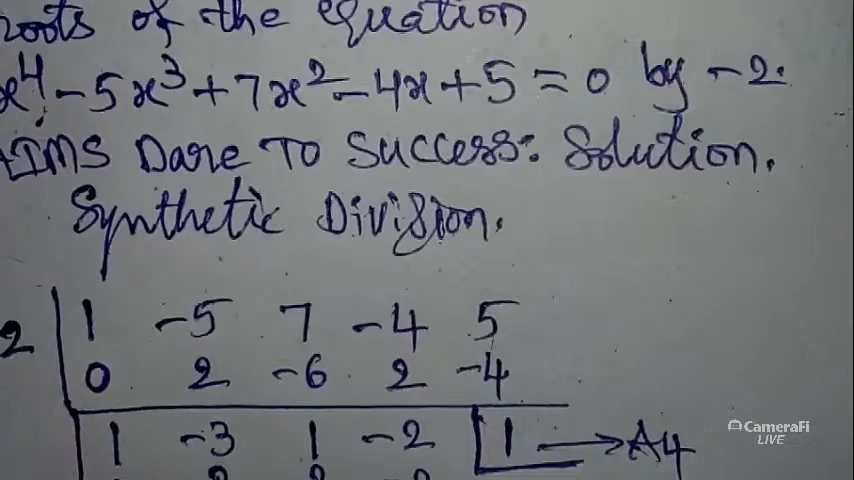 roots of the equation
x⁴ - 5x³ + 7x² - 4x + 5 = 0 by -2.
AIMS Dare To Success: Solution.
Synthetic Division.
2 | 1 -5 7 -4 5
0 2 -6 2 -4
1 -3 1 -2 | 1 → A4
CameraFi
LIVE